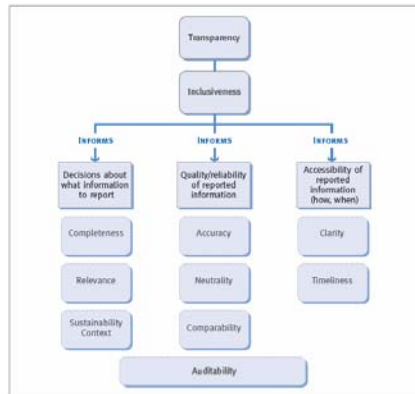 Transparency
Inclusiveness
INFORMS
INFORMS
INFORMS
Decisions about
what information
to report
Quality/reliability
of reported
information
Accessibility of
reported
information
(how, when)
Completeness
Accuracy
Clarity
Relevance
Neutrality
Timeliness
Sustainability
Context
Comparability
Auditability